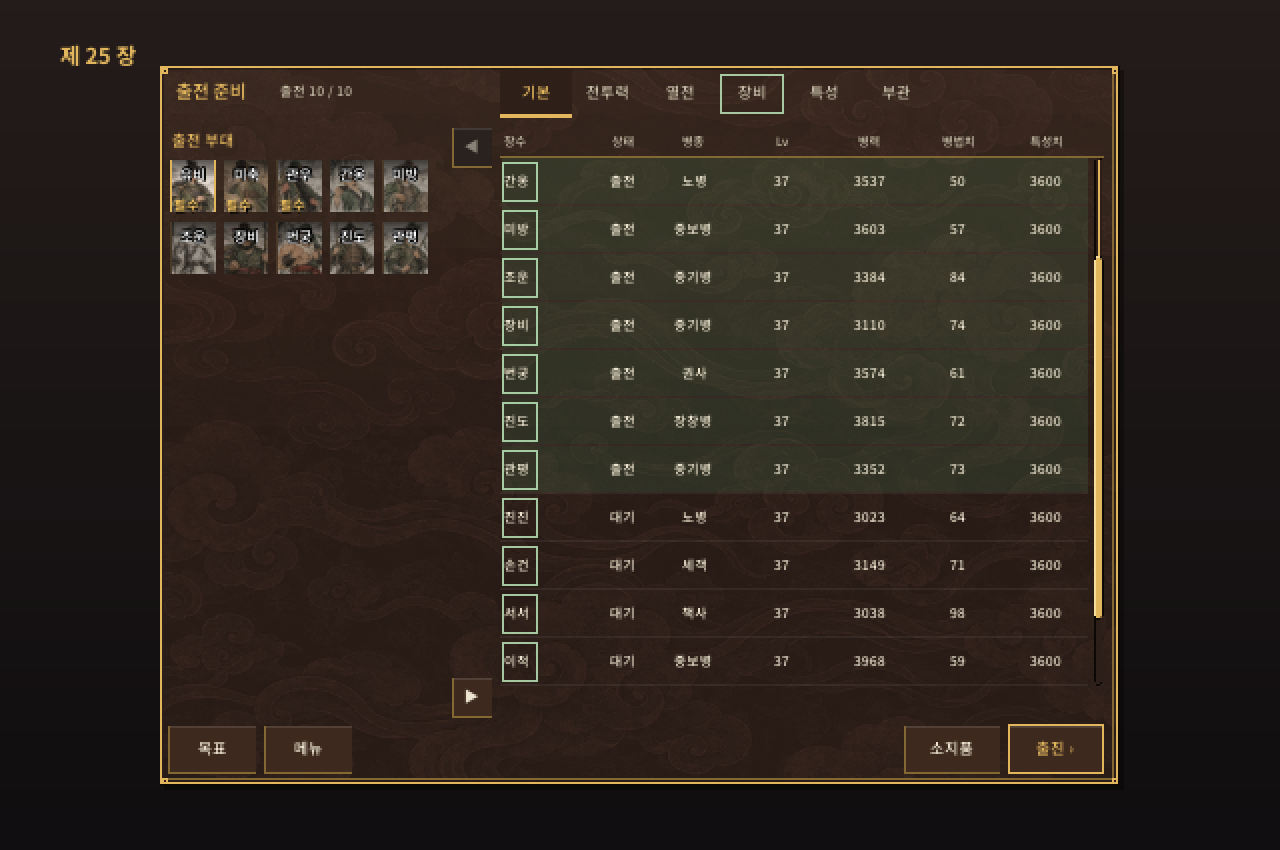 제 25 장
출전 준비 출전 10 / 10
기본 전투력 열전 장비 특성 부관
출전 부대
유비 미축 관우 간옹 미방
필수 필수 필수
조운 장비 번궁 진도 관평
장수 상태 병종 Lv 병력 병법치 특성치
간옹 출전 노병 37 3537 50 3600
미방 출전 중보병 37 3603 57 3600
조운 출전 중기병 37 3384 84 3600
장비 출전 중기병 37 3110 74 3600
번궁 출전 권사 37 3574 61 3600
진도 출전 장창병 37 3815 72 3600
관평 출전 중기병 37 3352 73 3600
진진 대기 노병 37 3023 64 3600
손건 대기 세객 37 3149 71 3600
서서 대기 책사 37 3038 98 3600
이적 대기 중보병 37 3968 59 3600
목표 메뉴 소지품 출진 ›